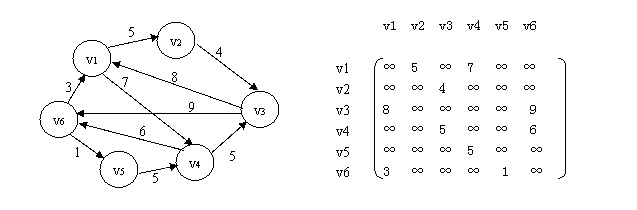 5
V2
V1
4
7
8
3
9
V3
V6
6
1
5
V4
V5
5
v1 v2 v3 v4 v5 v6
v1 ∞ 5 ∞ 7 ∞ ∞
v2 ∞ ∞ 4 ∞ ∞ ∞
v3 8 ∞ ∞ ∞ ∞ 9
v4 ∞ ∞ 5 ∞ ∞ 6
v5 ∞ ∞ ∞ 5 ∞ ∞
v6 3 ∞ ∞ ∞ 1 ∞